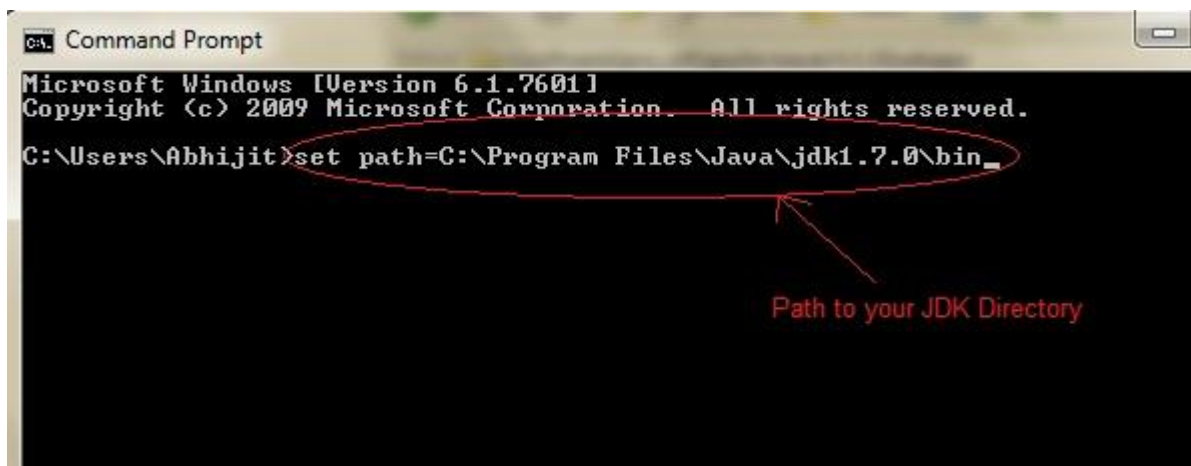 Command Prompt
Microsoft Windows [Version 6.1.7601]
Copyright (c) 2009 Microsoft Corporation.  All rights reserved.
C:\Users\Abhijit>set path=C:\Program Files\Java\jdk1.7.0\bin_
Path to your JDK Directory